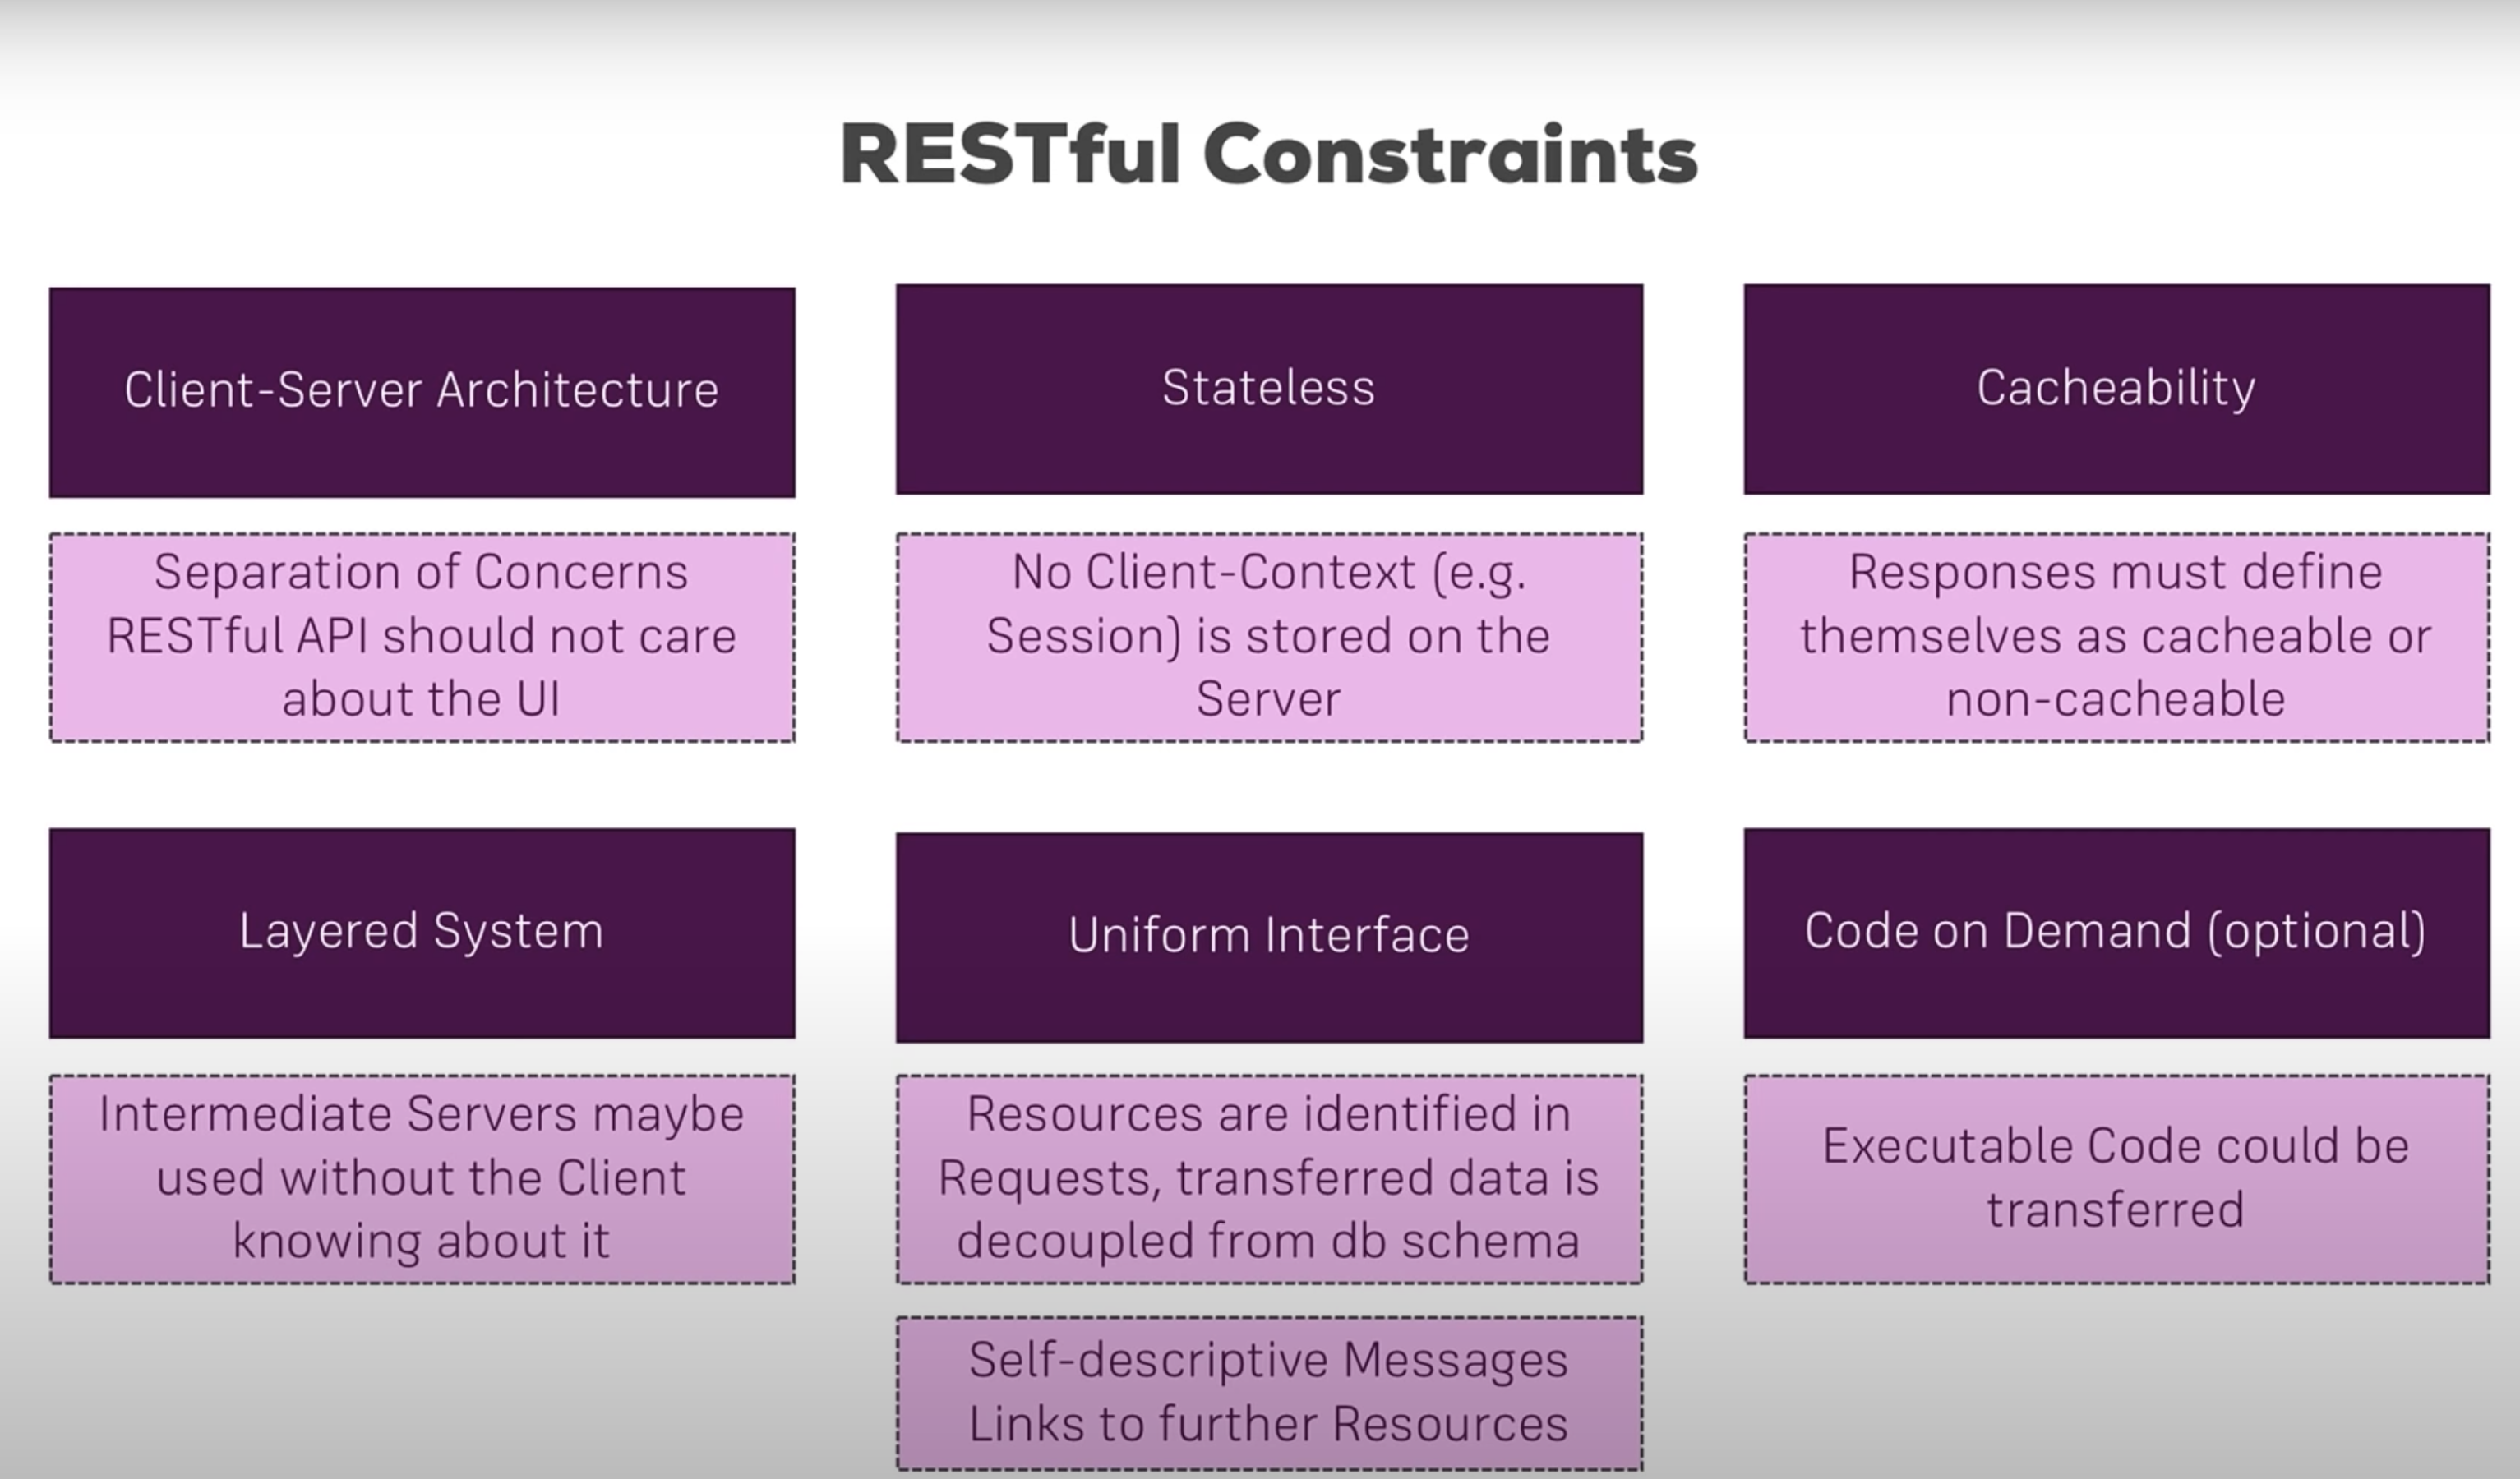 RESTful Constraints
Client-Server Architecture
Separation of Concerns
RESTful API should not care
about the UI
Stateless
No Client-Context (e.g.
Session) is stored on the
Server
Cacheability
Responses must define
themselves as cacheable or
non-cacheable
Layered System
Intermediate Servers maybe
used without the Client
knowing about it
Uniform Interface
Resources are identified in
Requests, transferred data is
decoupled from db schema
Self-descriptive Messages
Links to further Resources
Code on Demand (optional)
Executable Code could be
transferred